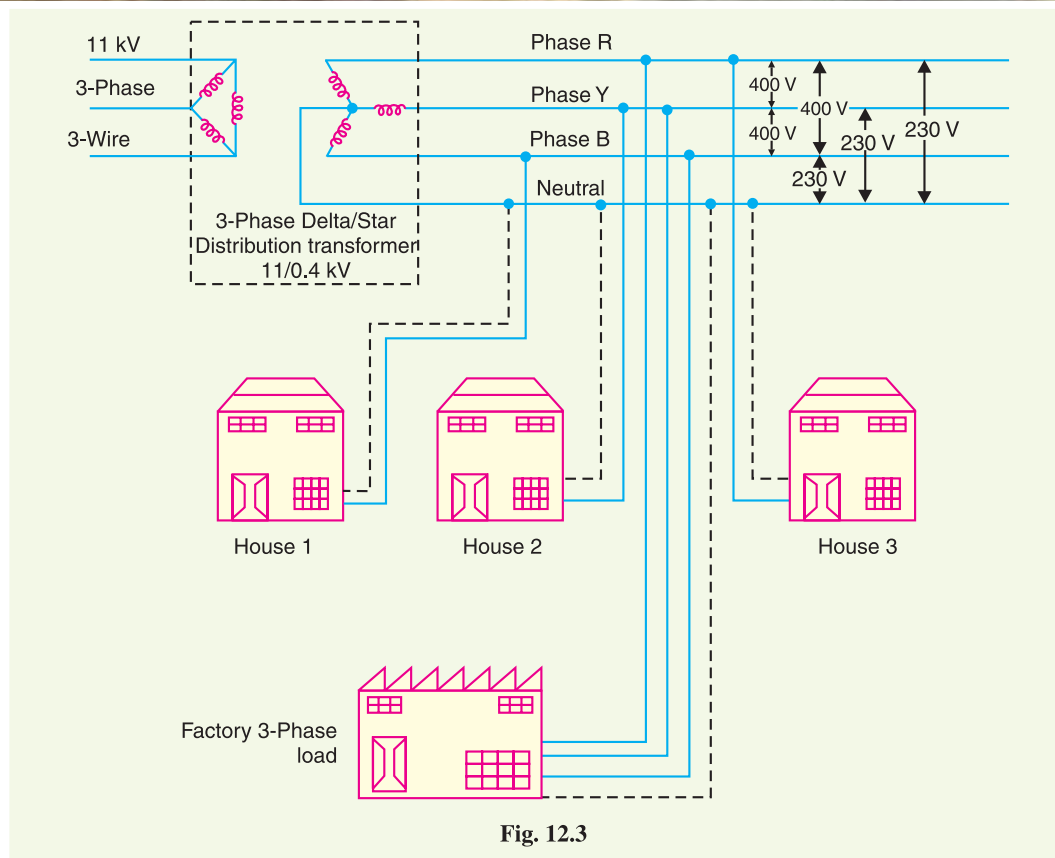 11 kV
3-Phase
3-Wire
3-Phase Delta/Star
Distribution transformer
11/0.4 kV
Phase R
Phase Y
Phase B
Neutral
400 V
400 V
400 V
230 V
230 V
230 V
House 1
House 2
House 3
Factory 3-Phase
load
Fig. 12.3